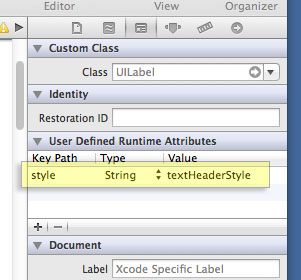 Editor View Organizer
Custom Class
Class UILabel
Identity
Restoration ID
User Defined Runtime Attributes
Key Path Type Value
style String textHeaderStyle
Document
Label Xcode Specific Label